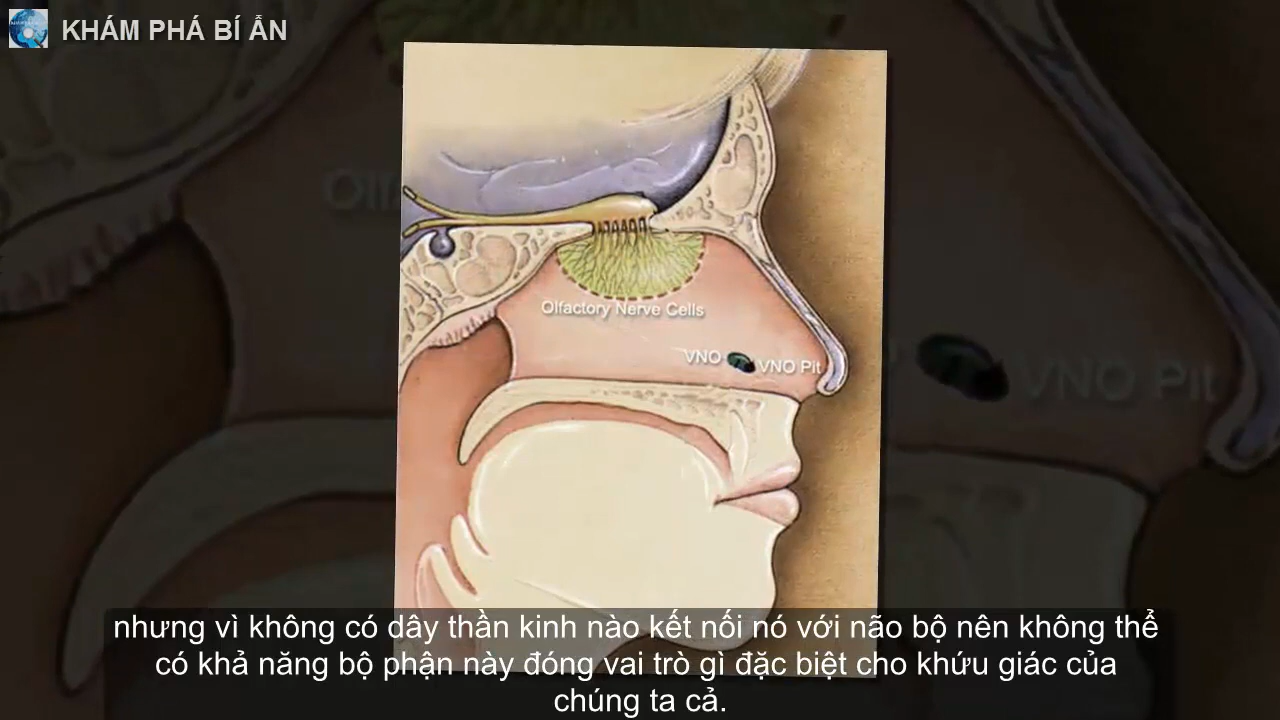 KHÁM PHÁ BÍ ẨN
Olfactory Nerve Cells
VNO
VNO Pit
VNO Pit
nhưng vì không có dây thần kinh nào kết nối nó với não bộ nên không thể
có khả năng bộ phận này đóng vai trò gì đặc biệt cho khứu giác của
chúng ta cả.